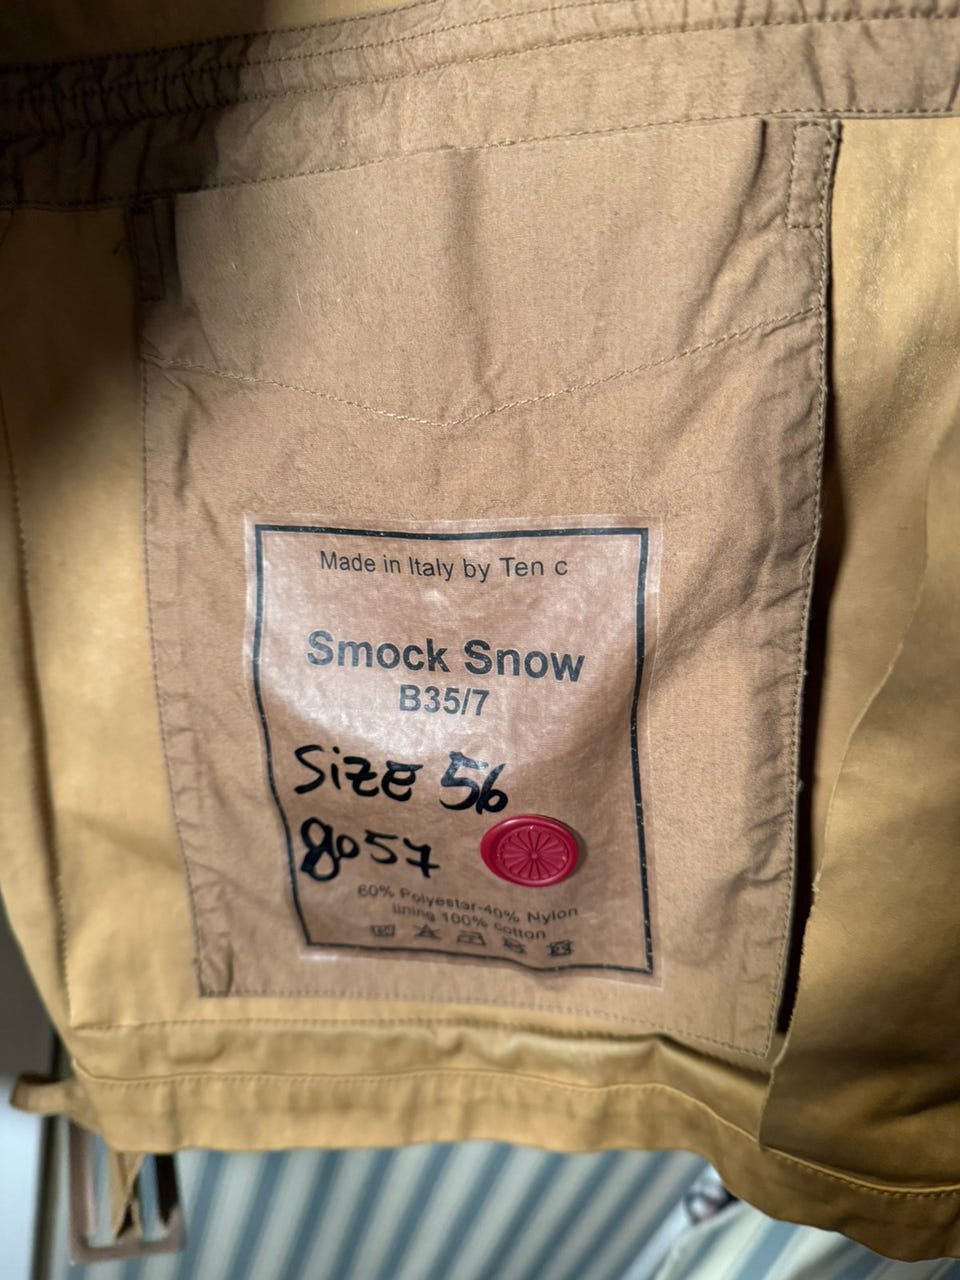 Made in Italy by Ten c
Smock Snow
B35/7
SiZE 56
8057
60% Polyester-40% Nylon
lining 100% cotton